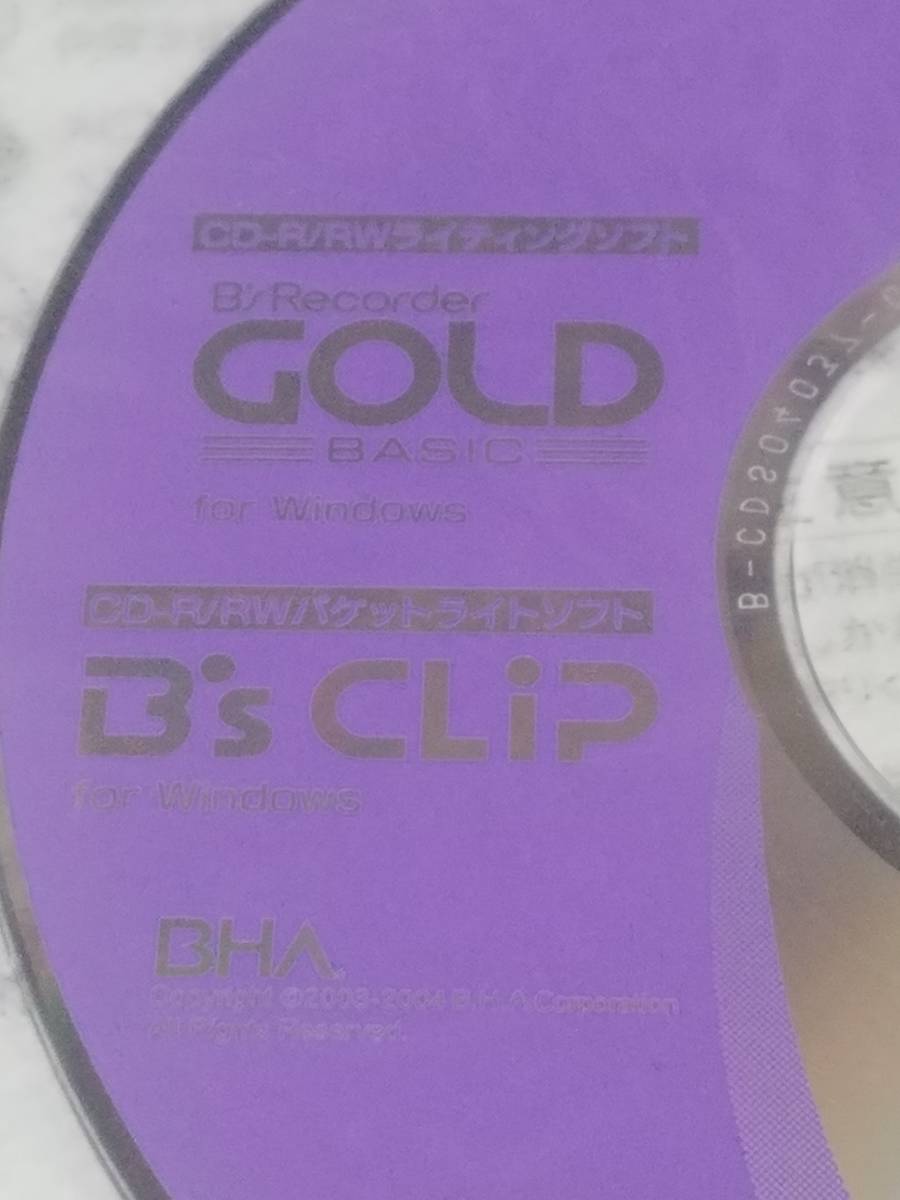 CD-R/RWライティングソフト
B's Recorder
GOLD
BASIC
for Windows
CD-R/RWパケットライトソフト
B's CLiP
for Windows
BHA
Copyright ©2003-2004 B.H.A Corporation
All Rights Reserved.